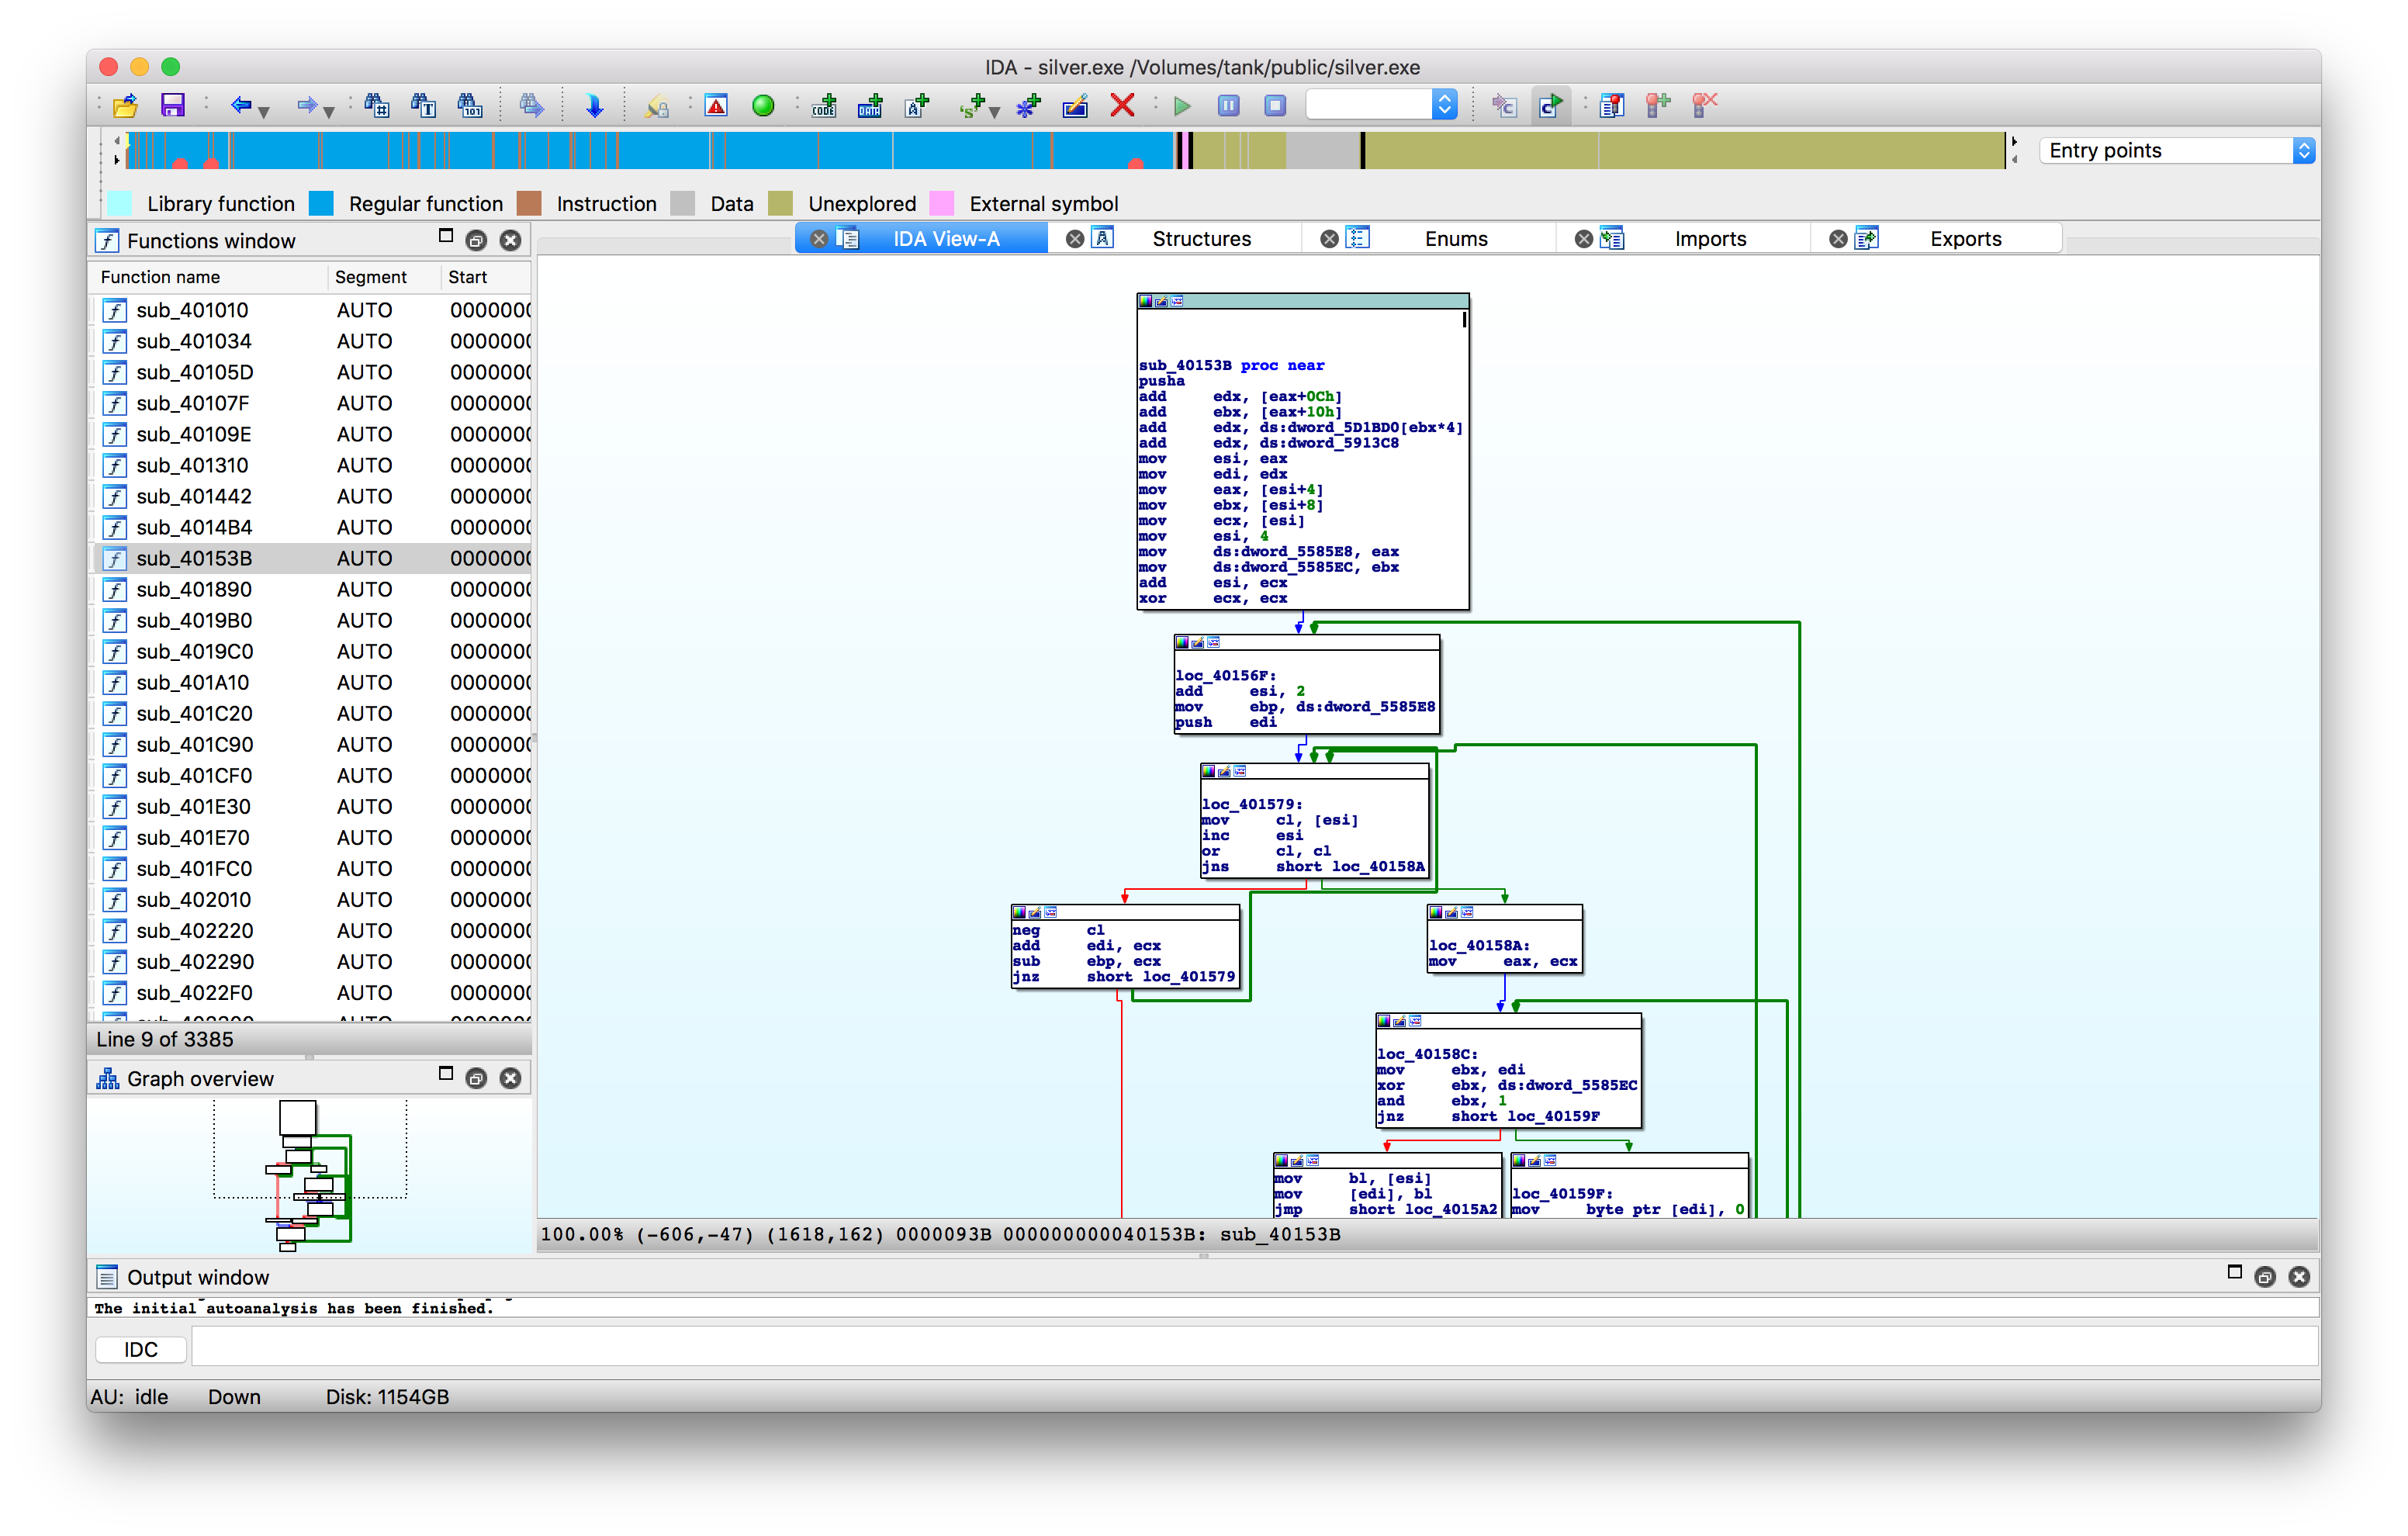 IDA - silver.exe /Volumes/tank/public/silver.exe
Entry points
Library function Regular function Instruction Data Unexplored External symbol
Functions window
Function name Segment Start
sub_401010 AUTO 0000000
sub_401034 AUTO 0000000
sub_40105D AUTO 0000000
sub_40107F AUTO 0000000
sub_40109E AUTO 0000000
sub_401310 AUTO 0000000
sub_401442 AUTO 0000000
sub_4014B4 AUTO 0000000
sub_40153B AUTO 0000000
sub_401890 AUTO 0000000
sub_4019B0 AUTO 0000000
sub_4019C0 AUTO 0000000
sub_401A10 AUTO 0000000
sub_401C20 AUTO 0000000
sub_401C90 AUTO 0000000
sub_401CF0 AUTO 0000000
sub_401E30 AUTO 0000000
sub_401E70 AUTO 0000000
sub_401FC0 AUTO 0000000
sub_402010 AUTO 0000000
sub_402220 AUTO 0000000
sub_402290 AUTO 0000000
sub_4022F0 AUTO 0000000
Line 9 of 3385
Graph overview
IDA View-A Structures Enums Imports Exports
sub_40153B proc near
pusha
add edx, [eax+0Ch]
add ebx, [eax+10h]
add edx, ds:dword_5D1BD0[ebx*4]
add edx, ds:dword_5913C8
mov esi, eax
mov edi, edx
mov eax, [esi+4]
mov ebx, [esi+8]
mov ecx, [esi]
mov esi, 4
mov ds:dword_5585E8, eax
mov ds:dword_5585EC, ebx
add esi, ecx
xor ecx, ecx
loc_40156F:
add esi, 2
mov ebp, ds:dword_5585E8
push edi
loc_401579:
mov cl, [esi]
inc esi
or cl, cl
jns short loc_40158A
neg cl
add edi, ecx
sub ebp, ecx
jnz short loc_401579
loc_40158A:
mov eax, ecx
loc_40158C:
mov ebx, edi
xor ebx, ds:dword_5585EC
and ebx, 1
jnz short loc_40159F
mov bl, [esi]
mov [edi], bl
jmp short loc_4015A2
loc_40159F:
mov byte ptr [edi], 0
100.00% (-606,-47) (1618,162) 0000093B 000000000040153B: sub_40153B
Output window
The initial autoanalysis has been finished.
IDC
AU: idle Down Disk: 1154GB